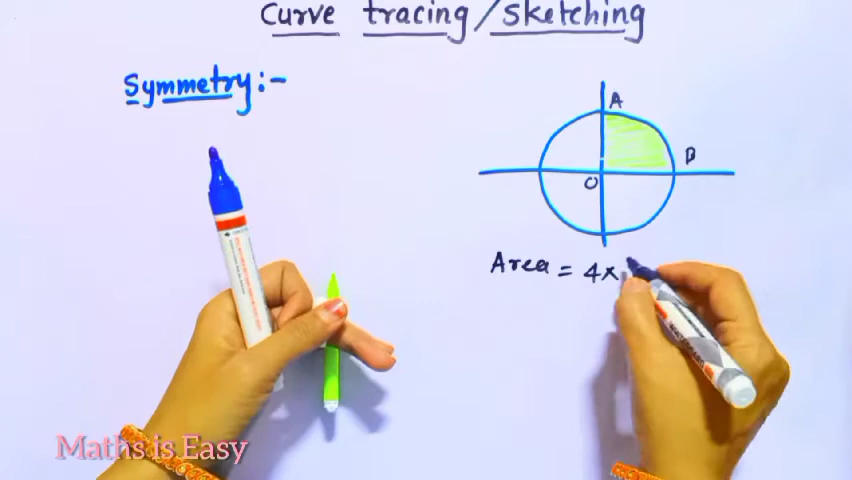 Curve tracing/sketching
Symmetry:-
A
B
O
Area = 4x
Maths is Easy